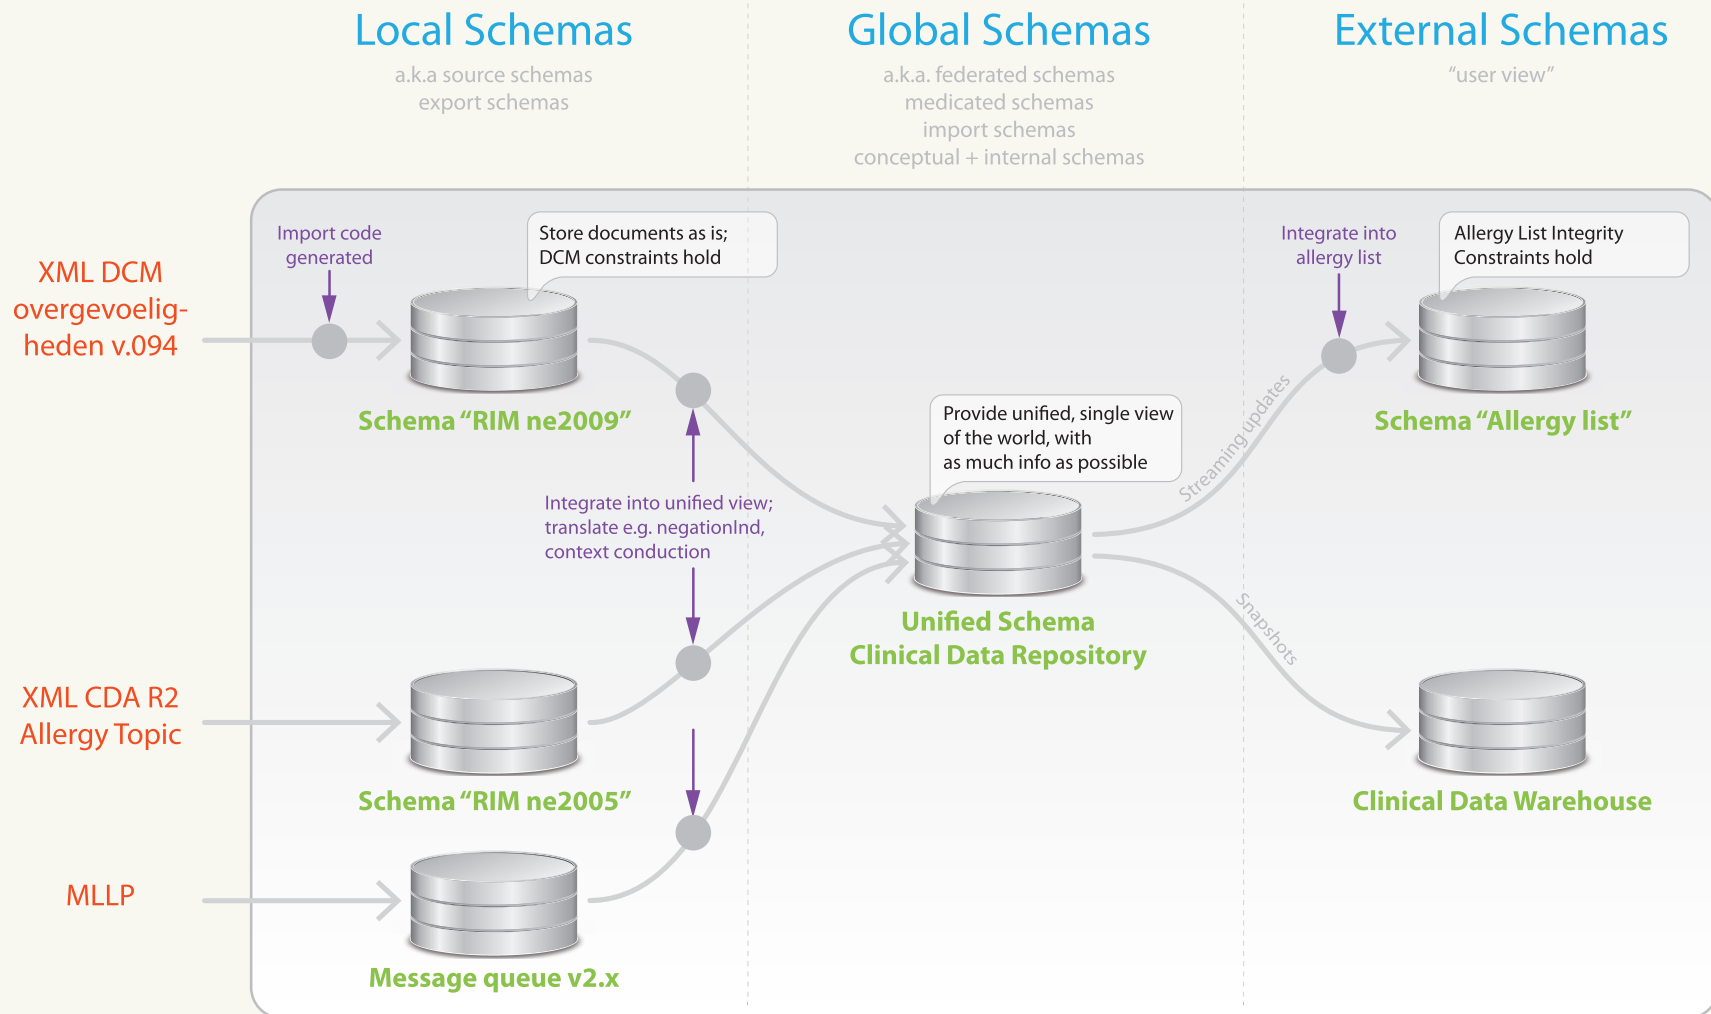 Local Schemas
a.k.a source schemas
export schemas
Global Schemas
a.k.a. federated schemas
medicated schemas
import schemas
conceptual + internal schemas
External Schemas
“user view”
XML DCM
overgevoelig-
heden v.094
Import code
generated
Store documents as is;
DCM constraints hold
Schema “RIM ne2009”
Integrate into unified view;
translate e.g. negationInd,
context conduction
Provide unified, single view
of the world, with
as much info as possible
Unified Schema
Clinical Data Repository
Streaming updates
Snapshots
Integrate into
allergy list
Allergy List Integrity
Constraints hold
Schema “Allergy list”
XML CDA R2
Allergy Topic
Schema “RIM ne2005”
Clinical Data Warehouse
MLLP
Message queue v2.x